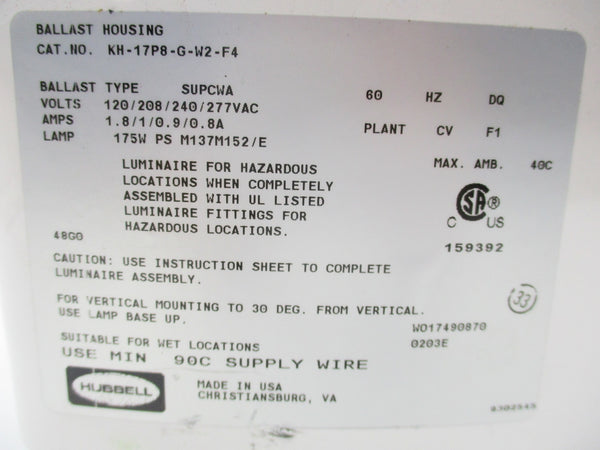 BALLAST HOUSING
CAT.NO. KH-17P8-G-W2-F4
BALLAST TYPE SUPCWA 60 HZ DQ
VOLTS 120/208/240/277VAC
AMPS 1.8/1/0.9/0.8A PLANT CV F1
LAMP 175W PS M137M152/E
LUMINAIRE FOR HAZARDOUS MAX. AMB. 40C
LOCATIONS WHEN COMPLETELY
ASSEMBLED WITH UL LISTED
LUMINAIRE FITTINGS FOR
HAZARDOUS LOCATIONS.
SA ®
C US
159392
48G0
CAUTION: USE INSTRUCTION SHEET TO COMPLETE
LUMINAIRE ASSEMBLY.
33
FOR VERTICAL MOUNTING TO 30 DEG. FROM VERTICAL.
USE LAMP BASE UP.
WO17490870
SUITABLE FOR WET LOCATIONS 0203E
USE MIN 90C SUPPLY WIRE
HUBBELL
MADE IN USA
CHRISTIANSBURG, VA